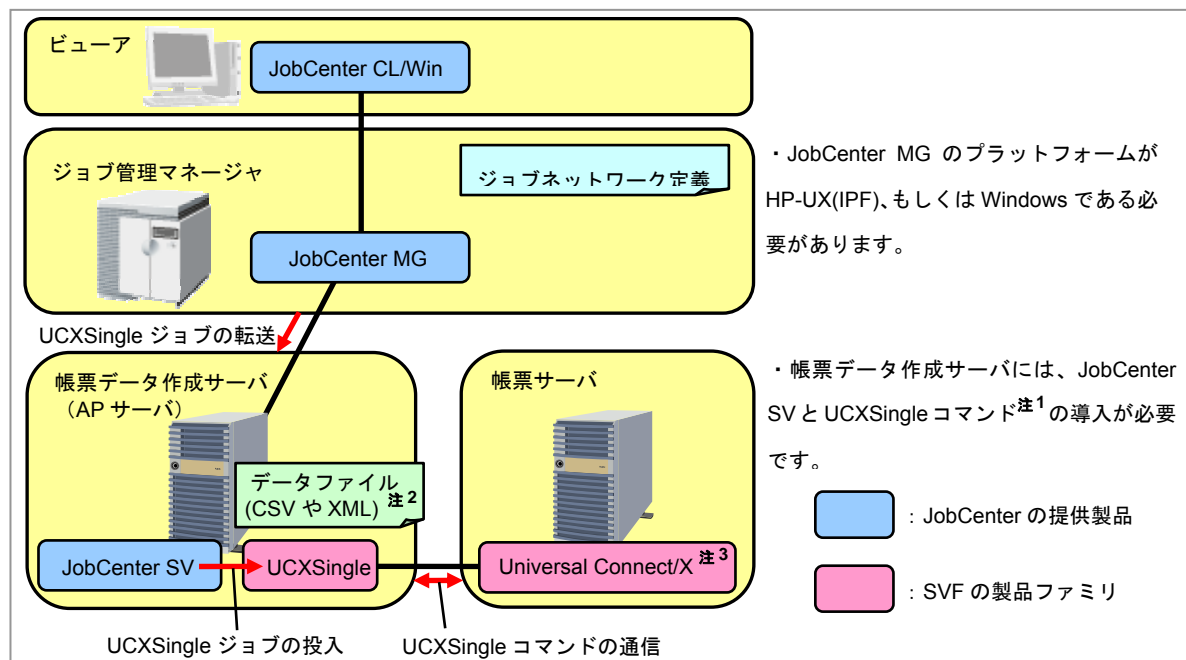 ビューア
JobCenter CL/Win
ジョブ管理マネージャ
ジョブネットワーク定義
JobCenter MG
・JobCenter MG のプラットフォームが
HP-UX(IPF)、もしくは Windows である必
要があります。
UCXSingle ジョブの転送
帳票データ作成サーバ
（AP サーバ）
帳票サーバ
データファイル
(CSV や XML) 注2
JobCenter SV
UCXSingle
Universal Connect/X 注3
・帳票データ作成サーバには、JobCenter
SV と UCXSingle コマンド注1 の導入が必要
です。
：JobCenter の提供製品
：SVF の製品ファミリ
UCXSingle ジョブの投入
UCXSingle コマンドの通信